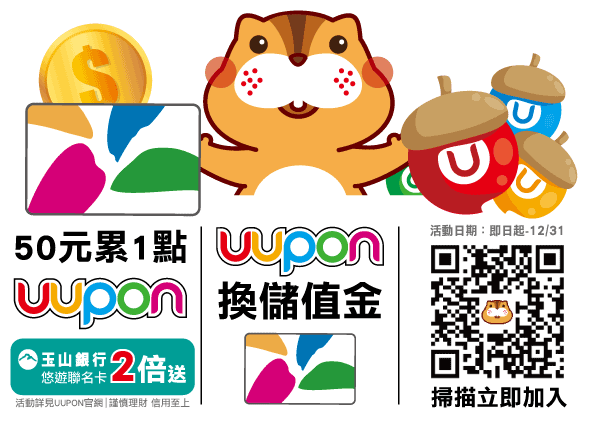 $
U
U
U
50元累1點
uupon
玉山銀行
悠遊聯名卡
2倍送
活動詳見UUPON官網|謹慎理財 信用至上
uupon
換儲值金
活動日期：即日起-12/31
掃描立即加入